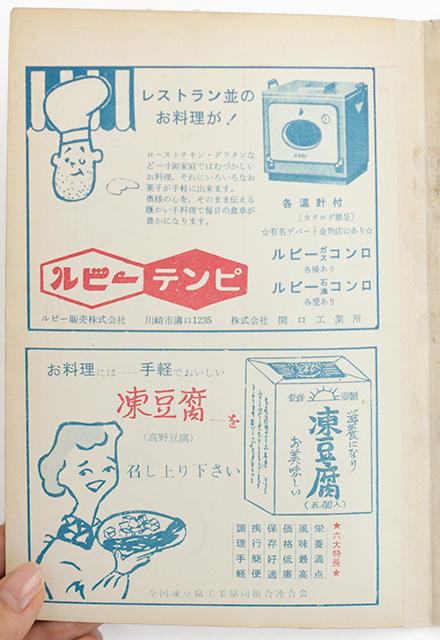 レストラン並の
お料理が!
ローストチキン・グラタンな
ど一寸御家庭ではむづかしい
お料理。それにいろいろなお
菓子が手軽に出来ます。
奥様の心を、そのまま伝える
暖かい手料理で毎日の食卓が
豊かになります。
各温計付
〔カタログ贈呈〕
☆有名デパート金物店にあり☆
ルビーガスコンロ
各種あり
ルビー石油コンロ
各型あり
ルビーテンピ
ルビー販売株式会社 川崎市溝口1235 株式会社 関口工業所
お料理には……手軽でおいしい
凍豆腐……を
(高野豆腐)
召し上り下さい
滋養になり
凍豆腐
お美味しい
(五個入)
★六大特長★
栄養満点
風味最高
価格低廉
保存好適
携行簡便
調理手軽
全国凍豆腐工業協同組合連合会